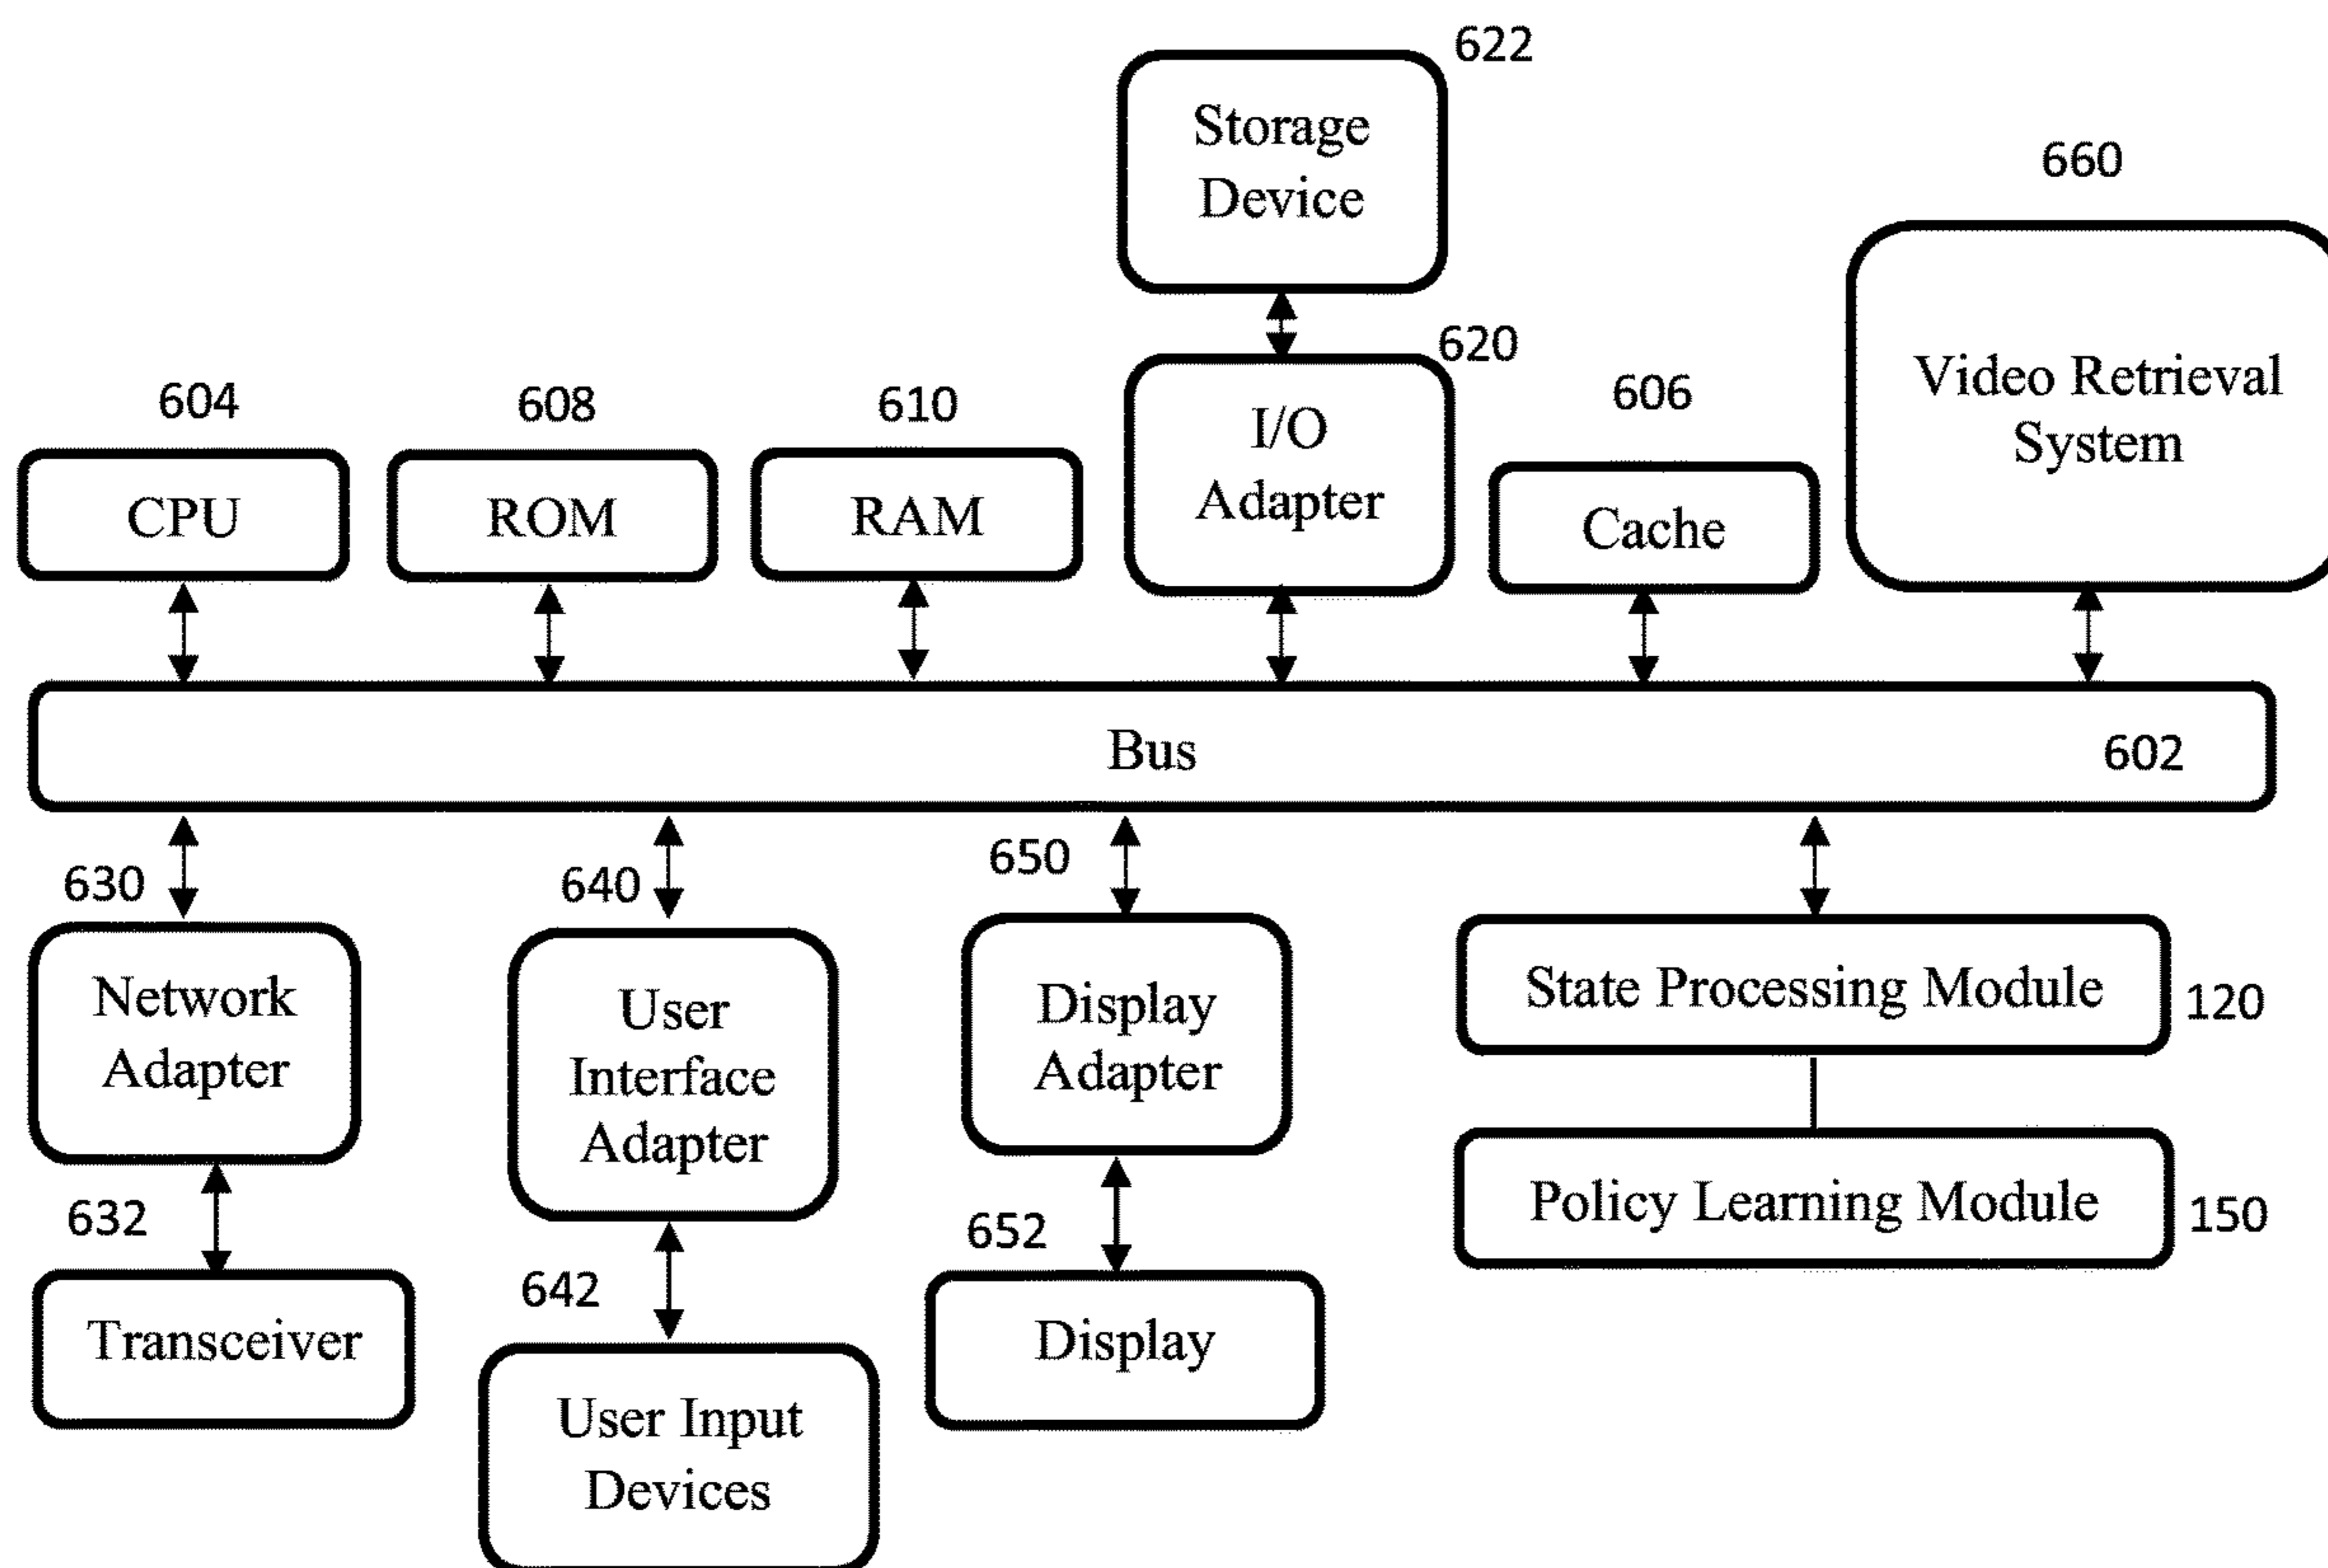 622
Storage
Device
660
620
604
608
610
606
I/O
Adapter
Video Retrieval
System
CPU
ROM
RAM
Cache
Bus
602
630
640
650
Network
Adapter
User
Interface
Adapter
Display
Adapter
State Processing Module
120
632
642
652
Policy Learning Module
150
Transceiver
User Input
Devices
Display